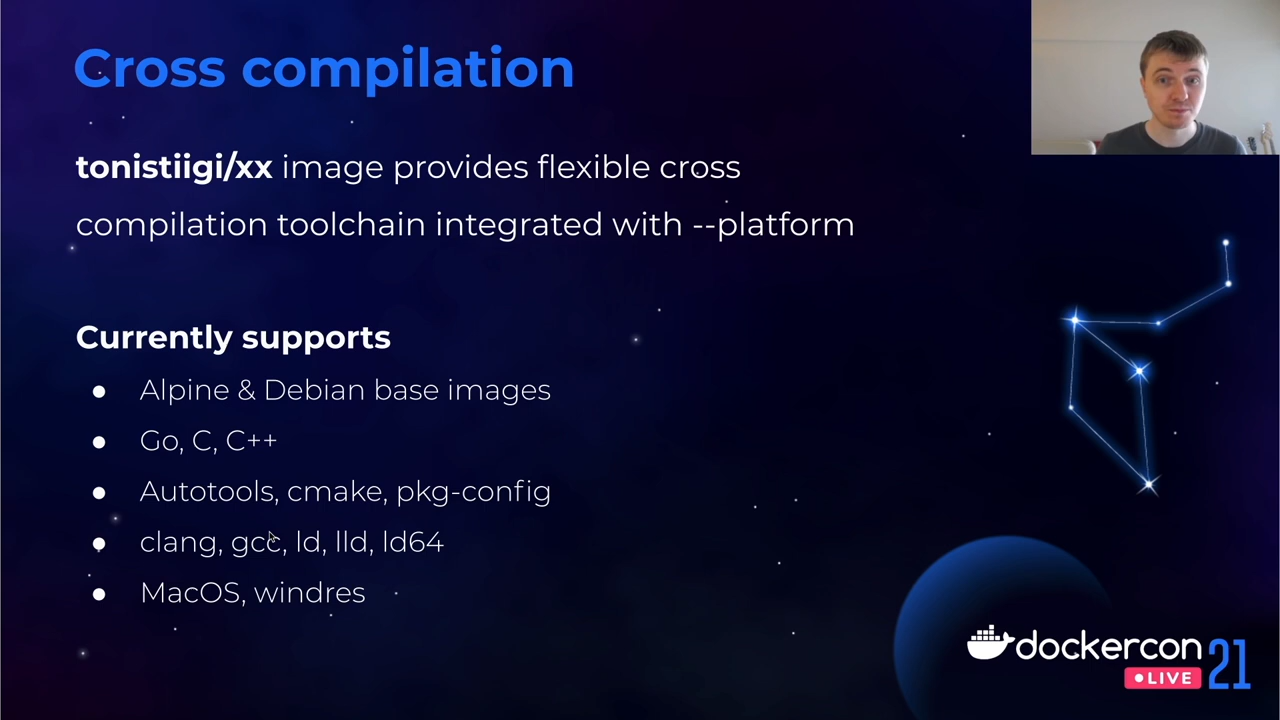 Cross compilation
tonistiigi/xx image provides flexible cross
compilation toolchain integrated with --platform
Currently supports
● Alpine & Debian base images
● Go, C, C++
● Autotools, cmake, pkg-config
● clang, gcc, ld, lld, ld64
● MacOS, windres
dockercon
LIVE
21